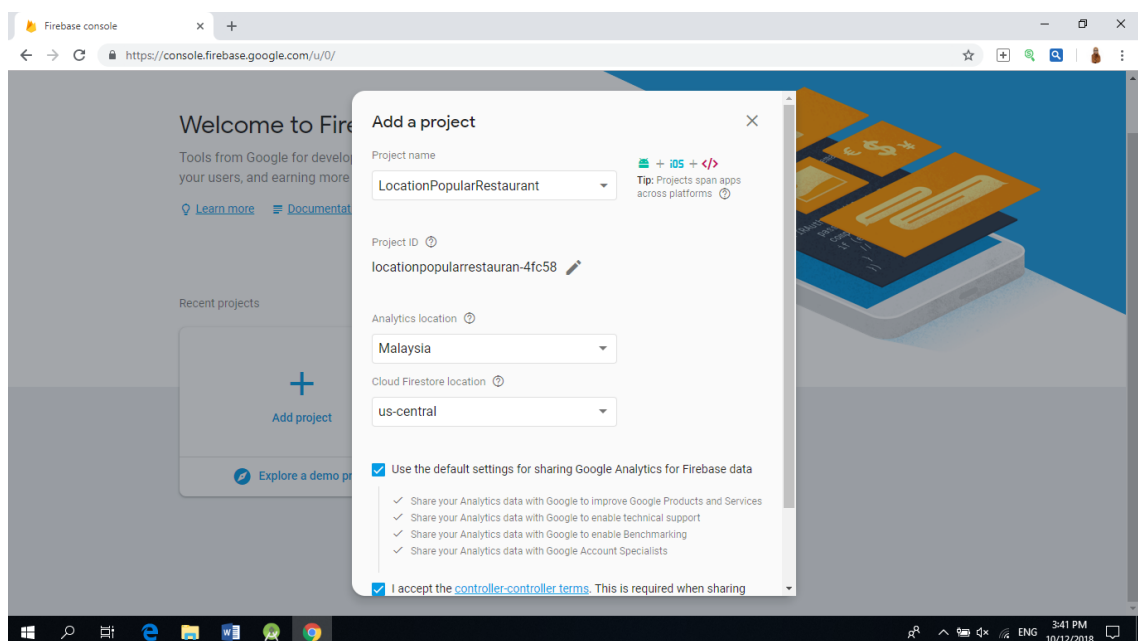 Firebase console
https://console.firebase.google.com/u/0/
Welcome to Fire
Tools from Google for develop
your users, and earning more
Learn more Documentat
Recent projects
Add project
Explore a demo pr
Add a project
Project name
LocationPopularRestaurant
+ iOS + </>
Tip: Projects span apps
across platforms
Project ID
locationpopularrestauran-4fc58
Analytics location
Malaysia
Cloud Firestore location
us-central
Use the default settings for sharing Google Analytics for Firebase data
Share your Analytics data with Google to improve Google Products and Services
Share your Analytics data with Google to enable technical support
Share your Analytics data with Google to enable Benchmarking
Share your Analytics data with Google Account Specialists
I accept the controller-controller terms. This is required when sharing
ENG
3:41 PM
10/12/2018